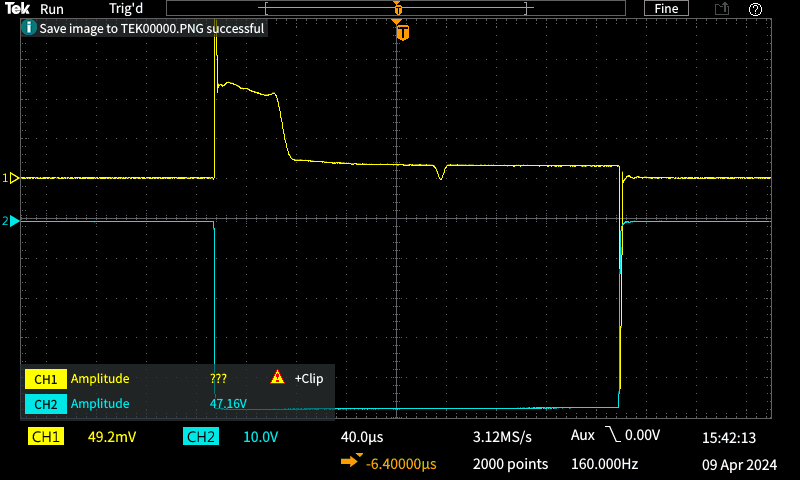 Tek Run Trig'd T Fine
i Save image to TEK00000.PNG successful
T
1
2
CH1 Amplitude ??? +Clip
CH2 Amplitude 47.16V
CH1 49.2mV CH2 10.0V 40.0µs 3.12MS/s Aux 0.00V 15:42:13
-6.40000µs 2000 points 160.000Hz 09 Apr 2024